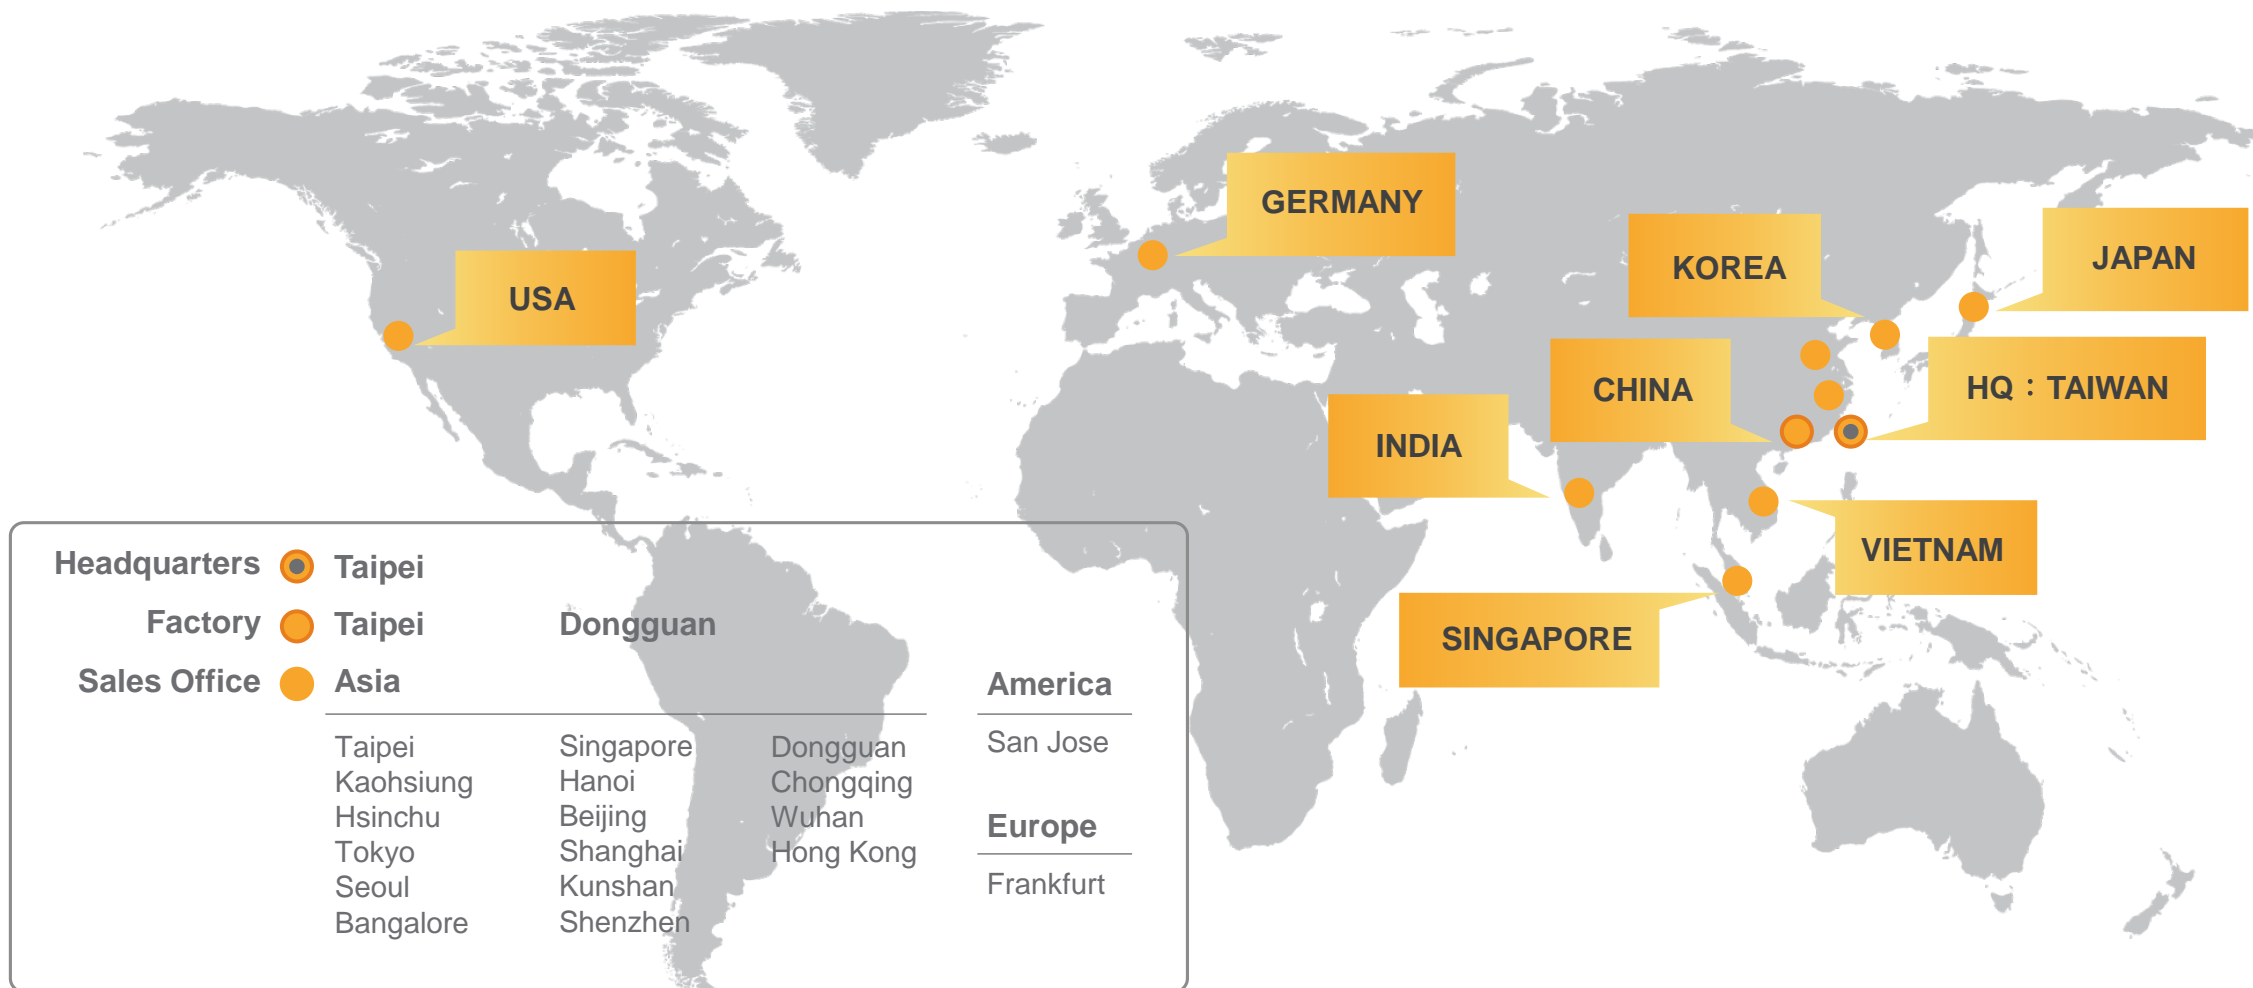 GERMANY
JAPAN
KOREA
USA
CHINA
HQ：TAIWAN
INDIA
VIETNAM
SINGAPORE
Headquarters Taipei
Factory Taipei Dongguan
Sales Office Asia
America
Taipei Singapore Dongguan
San Jose
Kaohsiung Hanoi Chongqing
Hsinchu Beijing Wuhan
Europe
Tokyo Shanghai Hong Kong
Seoul Kunshan
Frankfurt
Bangalore Shenzhen